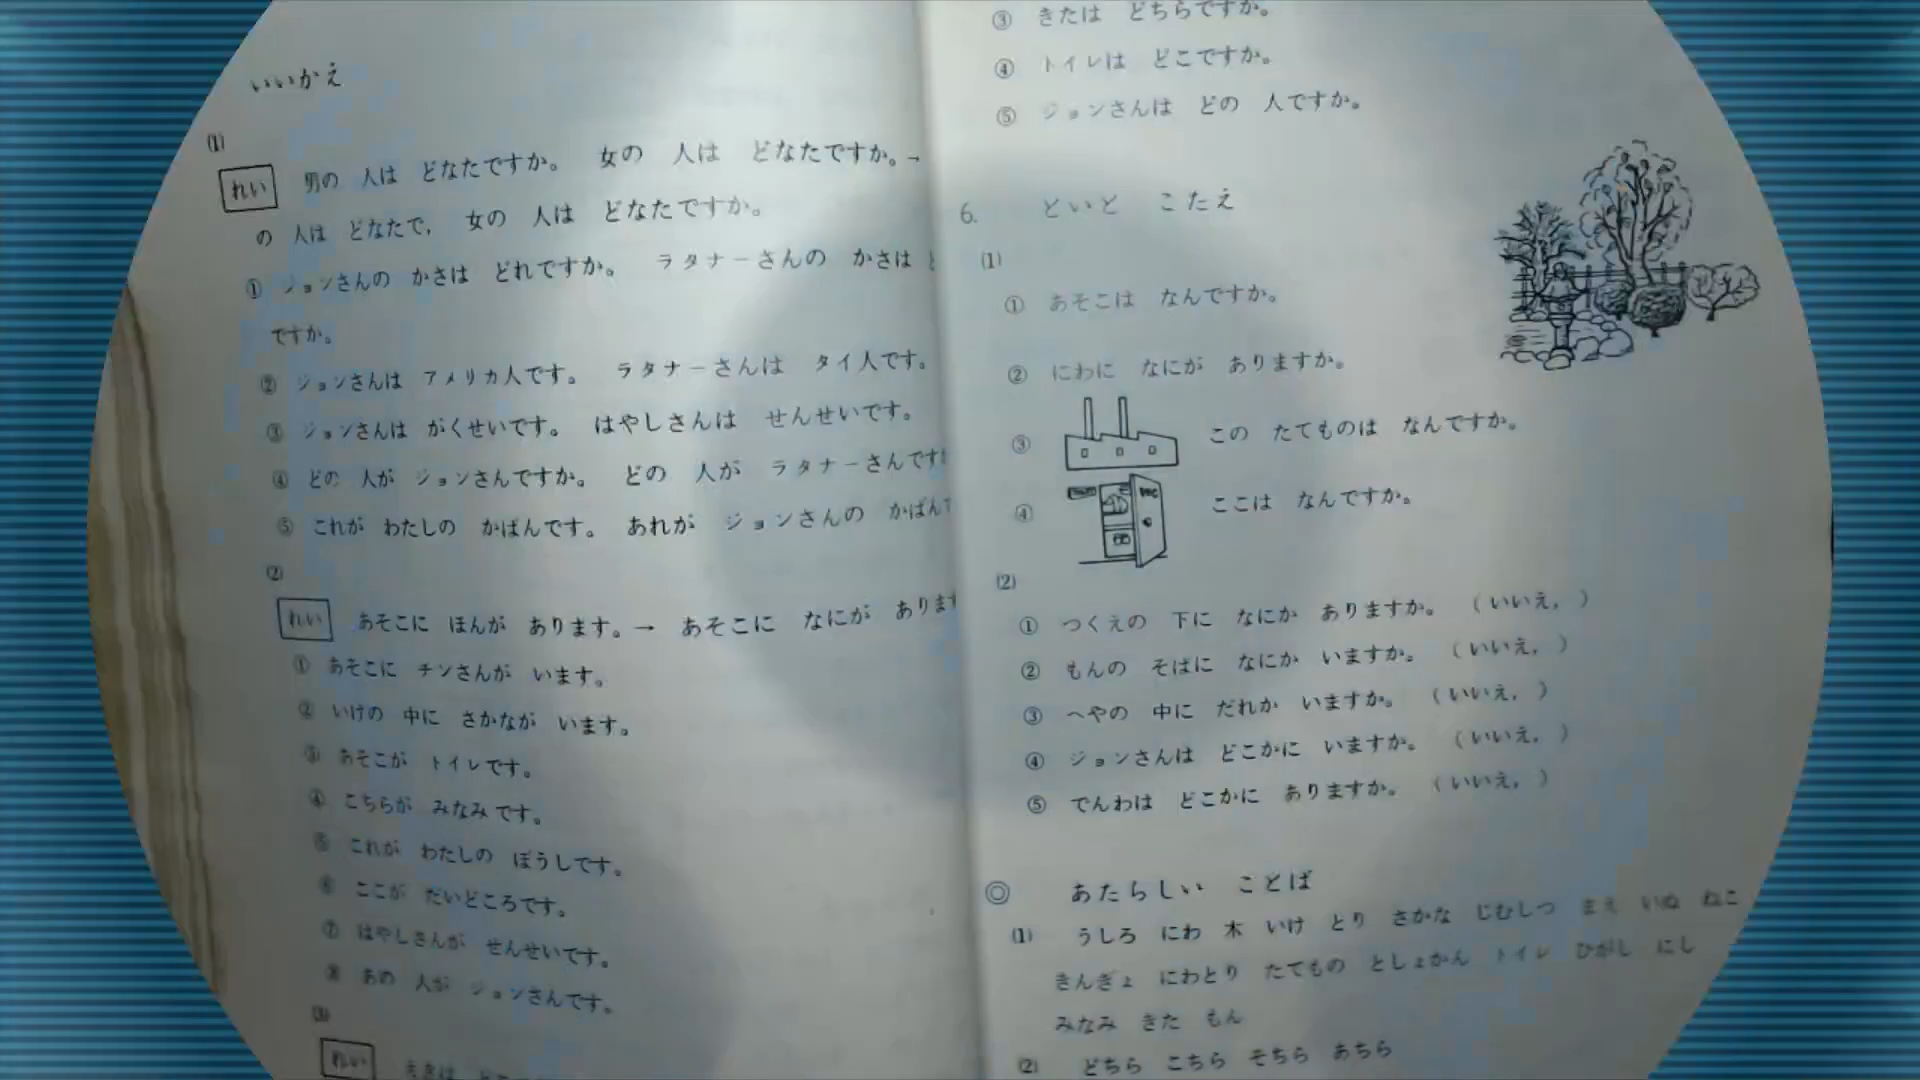 いいかえ
(1)
れい 男の 人は どなたですか。 女の 人は どなたですか。→
の 人は どなたで, 女の 人は どなたですか。
① ジョンさんの かさは どれですか。 ラタナーさんの かさは
ですか。
② ジョンさんは アメリカ人です。 ラタナーさんは タイ人です。
③ ジョンさんは がくせいです。 はやしさんは せんせいです。
④ どの 人が ジョンさんですか。 どの 人が ラタナーさんです
⑤ これが わたしの かばんです。 あれが ジョンさんの かばんで
(2)
れい あそこに ほんが あります。→ あそこに なにが ありま
① あそこに チンさんが います。
② いけの 中に さかなが います。
③ あそこが トイレです。
④ こちらが みなみです。
⑤ これが わたしの ぼうしです。
⑥ ここが だいどころです。
⑦ はやしさんが せんせいです。
⑧ あの 人が ジョンさんです。
(3)
れい
③ きたは どちらですか。
④ トイレは どこですか。
⑤ ジョンさんは どの 人ですか。
6. といと こたえ
(1)
① あそこは なんですか。
② にわに なにが ありますか。
③ この たてものは なんですか。
④ ここは なんですか。
(2)
① つくえの 下に なにか ありますか。 (いいえ, )
② もんの そばに なにか いますか。 (いいえ, )
③ へやの 中に だれか いますか。 (いいえ, )
④ ジョンさんは どこかに いますか。 (いいえ, )
⑤ でんわは どこかに ありますか。 (いいえ, )
◎ あたらしい ことば
(1) うしろ にわ 木 いけ とり さかな じむしつ まえ いぬ ねこ
きんぎょ にわとり たてもの としょかん トイレ ひがし にし
みなみ きた もん
(2) どちら こちら そちら あちら